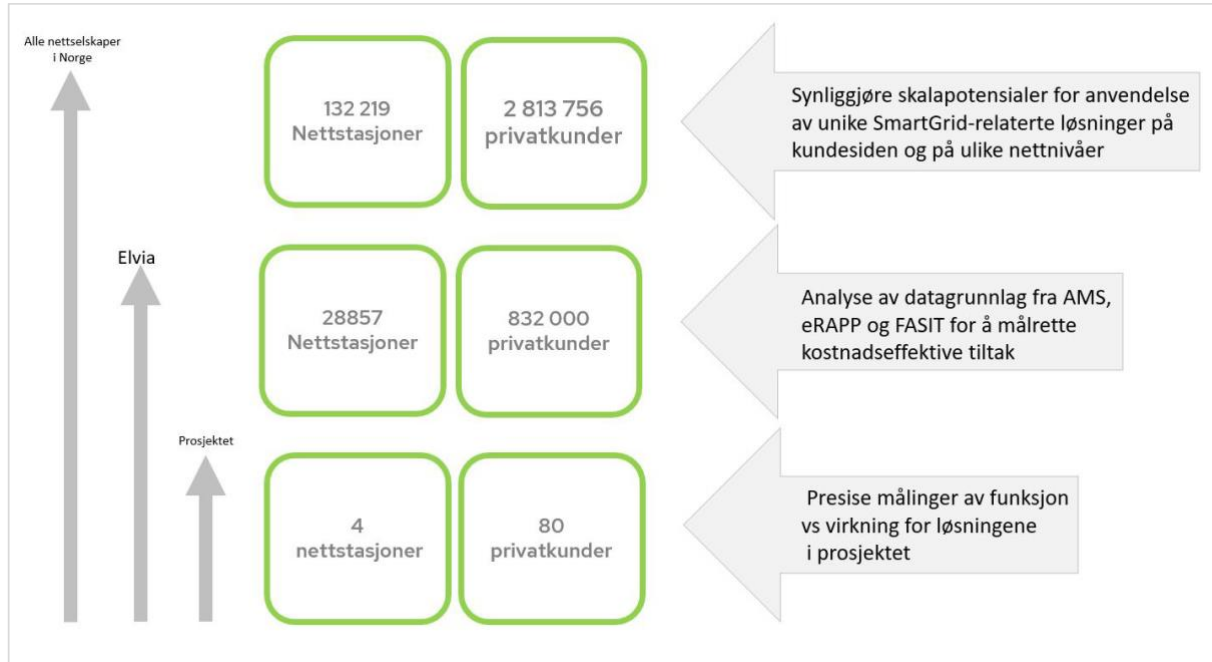 Alle nettselskaper
i Norge
132 219
Nettstasjoner
2 813 756
privatkunder
Synliggjøre skalapotensialer for anvendelse
av unike SmartGrid-relaterte løsninger på
kundesiden og på ulike nettnivåer
Elvia
28857
Nettstasjoner
832 000
privatkunder
Analyse av datagrunnlag fra AMS,
eRAPP og FASIT for å målrette
kostnadseffektive tiltak
Prosjektet
4
nettstasjoner
80
privatkunder
Presise målinger av funksjon
vs virkning for løsningene
i prosjektet